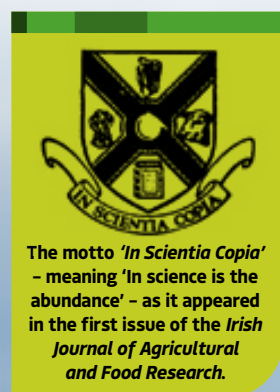 IN SCIENTIA COPIA
The motto ‘In Scientia Copia’
– meaning ‘In science is the
abundance’ – as it appeared
in the first issue of the Irish
Journal of Agricultural
and Food Research.